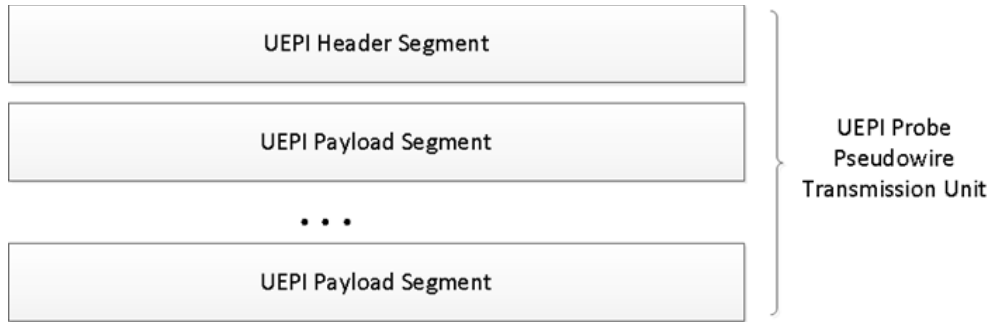 UEPI Header Segment
UEPI Payload Segment
• • •
UEPI Payload Segment
UEPI Probe
Pseudowire
Transmission Unit